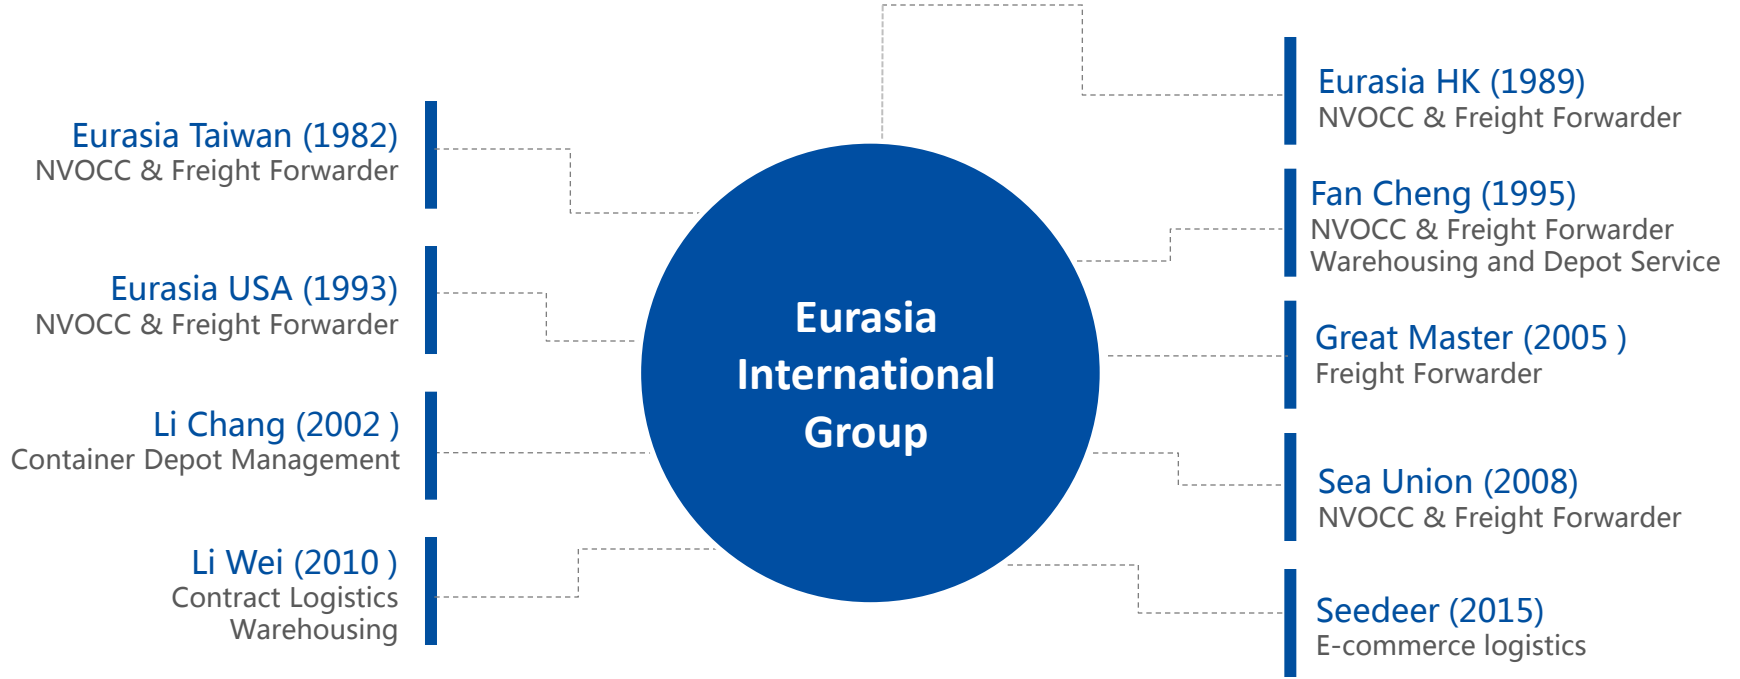 Eurasia Taiwan (1982)
NVOCC & Freight Forwarder
Eurasia USA (1993)
NVOCC & Freight Forwarder
Li Chang (2002 )
Container Depot Management
Li Wei (2010 )
Contract Logistics
Warehousing
Eurasia
International
Group
Eurasia HK (1989)
NVOCC & Freight Forwarder
Fan Cheng (1995)
NVOCC & Freight Forwarder
Warehousing and Depot Service
Great Master (2005 )
Freight Forwarder
Sea Union (2008)
NVOCC & Freight Forwarder
Seedeer (2015)
E-commerce logistics